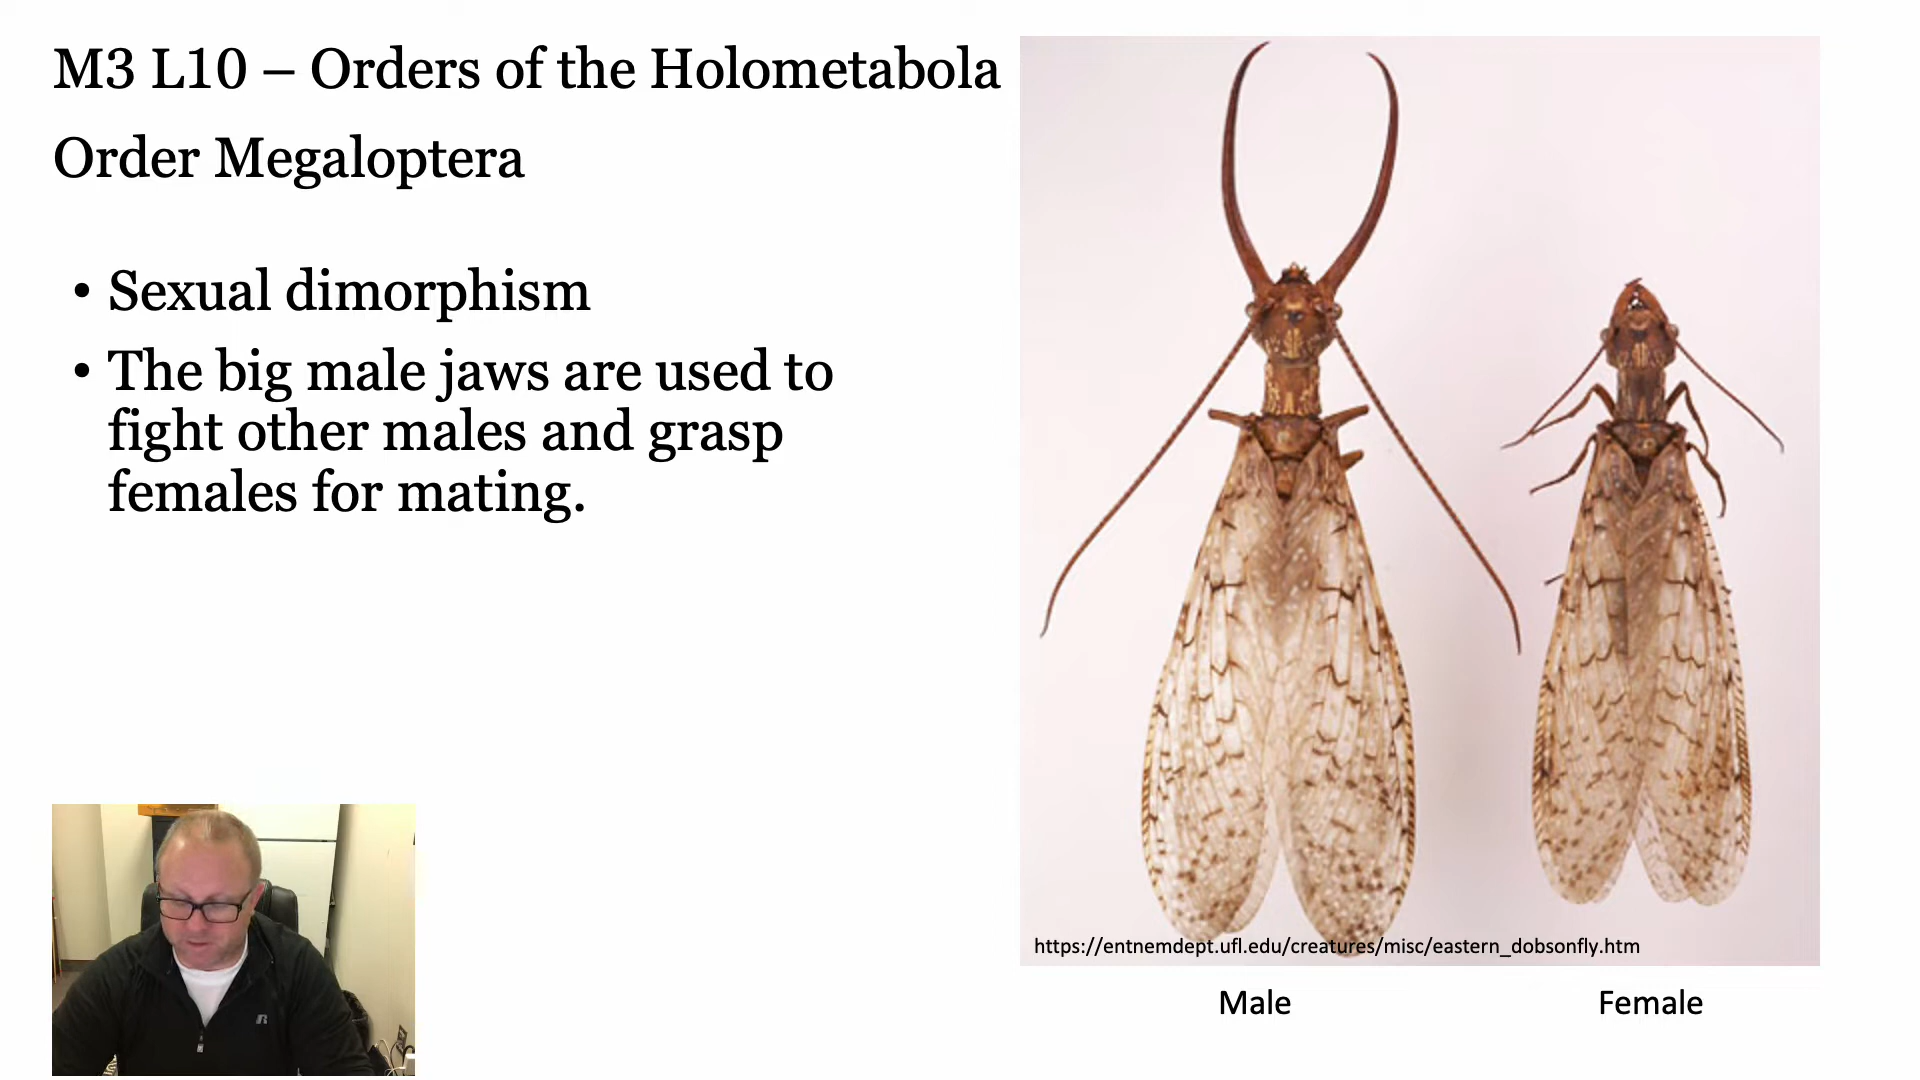 M3 L10 – Orders of the Holometabola
Order Megaloptera
• Sexual dimorphism
• The big male jaws are used to
fight other males and grasp
females for mating.
https://entnemdept.ufl.edu/creatures/misc/eastern_dobsonfly.htm
Male
Female